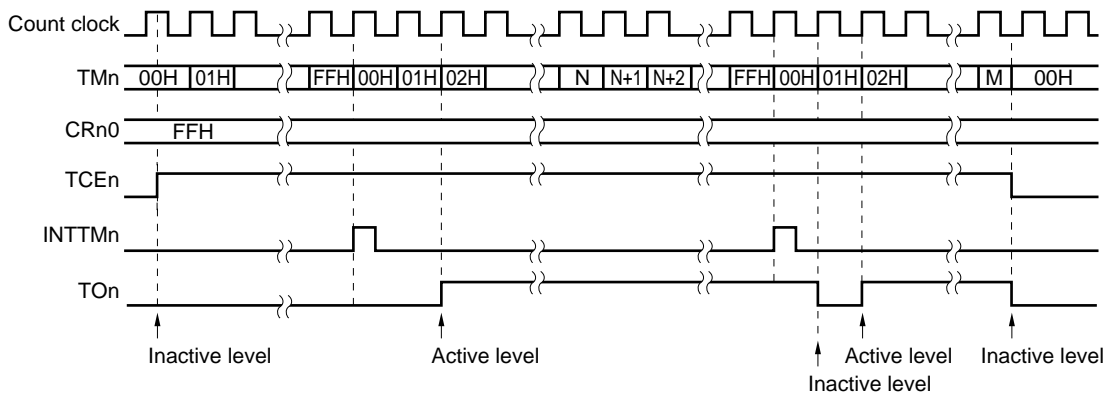 Count clock
TMn 00H 01H FFH 00H 01H 02H N N+1 N+2 FFH 00H 01H 02H M 00H
CRn0 FFH
TCEn
INTTMn
TOn
Inactive level Active level Active level Inactive level
Inactive level